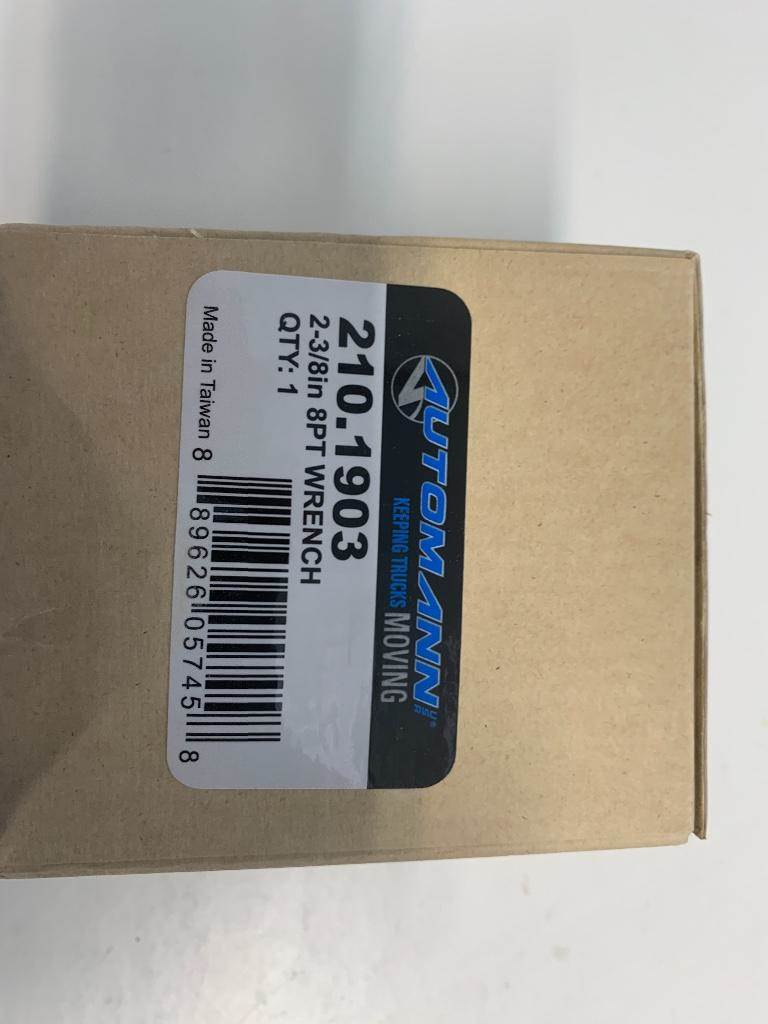 AUTOMANN USA®
KEEPING TRUCKS MOVING
210.1903
2-3/8in 8PT WRENCH
QTY: 1
Made in Taiwan
8 89626 05745 8